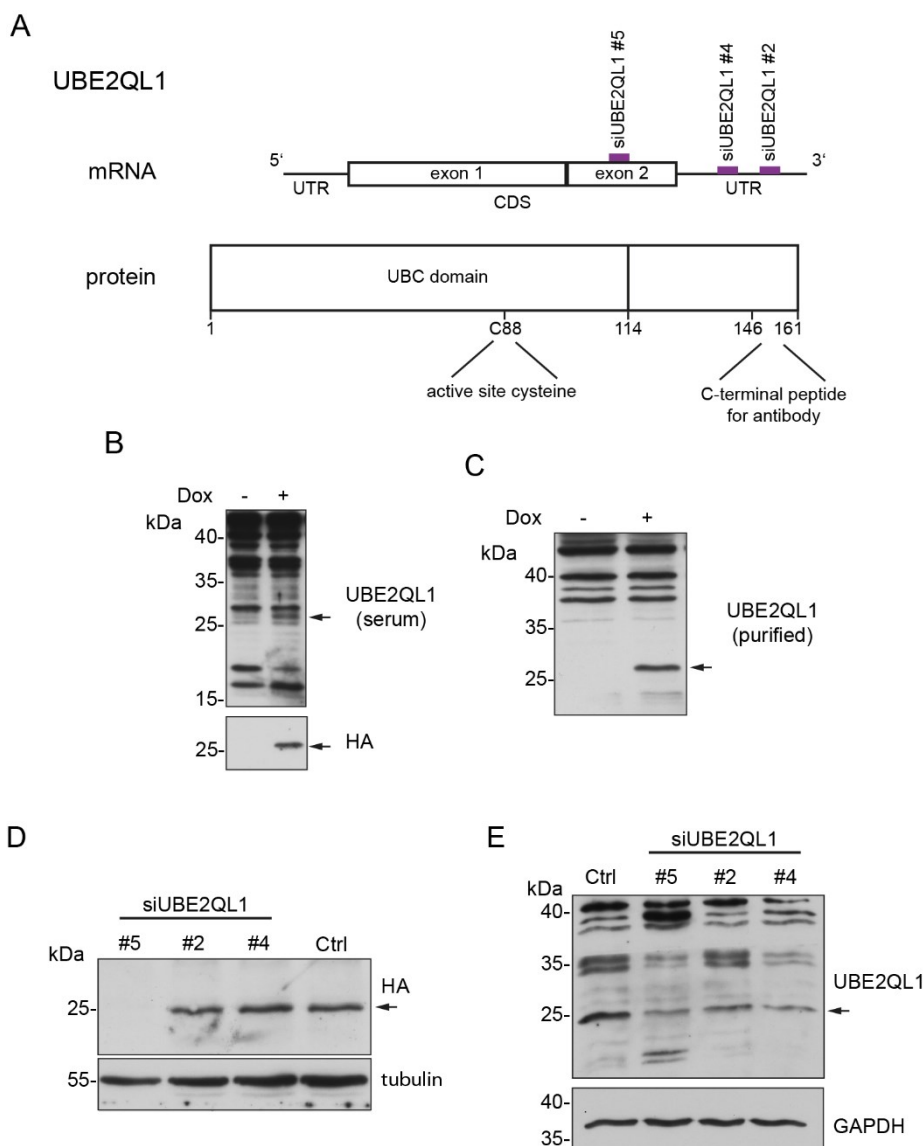 A
UBE2QL1
mRNA
5‘
UTR
exon 1
exon 2
CDS
siUBE2QL1 #5
siUBE2QL1 #4
siUBE2QL1 #2
UTR
3‘
protein
UBC domain
1
C88
114
146
161
active site cysteine
C-terminal peptide
for antibody
B
Dox - +
kDa
40-
35-
25-
15-
UBE2QL1
(serum)
25-
HA
C
Dox - +
kDa
40-
35-
25-
UBE2QL1
(purified)
D
siUBE2QL1
kDa #5 #2 #4 Ctrl
25-
HA
55-
tubulin
E
siUBE2QL1
Ctrl #5 #2 #4
kDa
40-
35-
25-
UBE2QL1
40-
35-
GAPDH